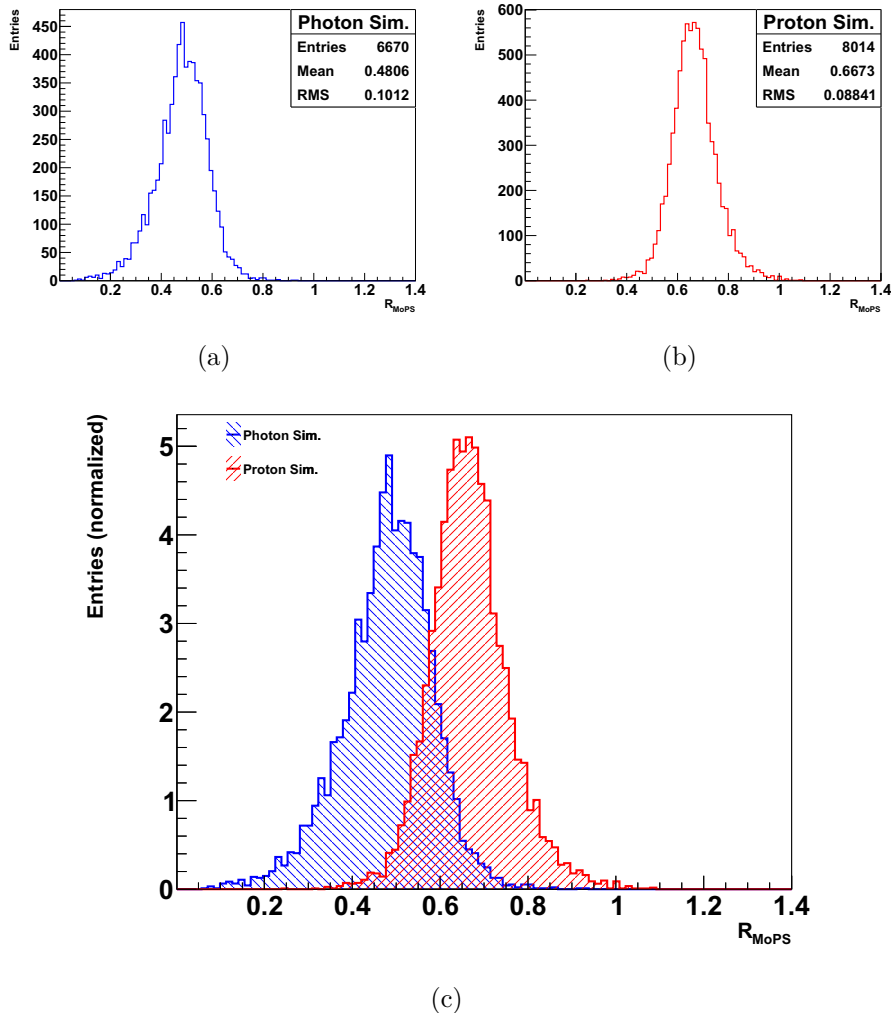 Photon Sim.
Entries 6670
Mean 0.4806
RMS 0.1012
Entries
450
400
350
300
250
200
150
100
50
0
0.2 0.4 0.6 0.8 1 1.2 1.4
R_MoPS
(a)
Proton Sim.
Entries 8014
Mean 0.6673
RMS 0.08841
Entries
600
500
400
300
200
100
0
0.2 0.4 0.6 0.8 1 1.2 1.4
R_MoPS
(b)
Photon Sim.
Proton Sim.
Entries (normalized)
5
4
3
2
1
0
0.2 0.4 0.6 0.8 1 1.2 1.4
R_MoPS
(c)